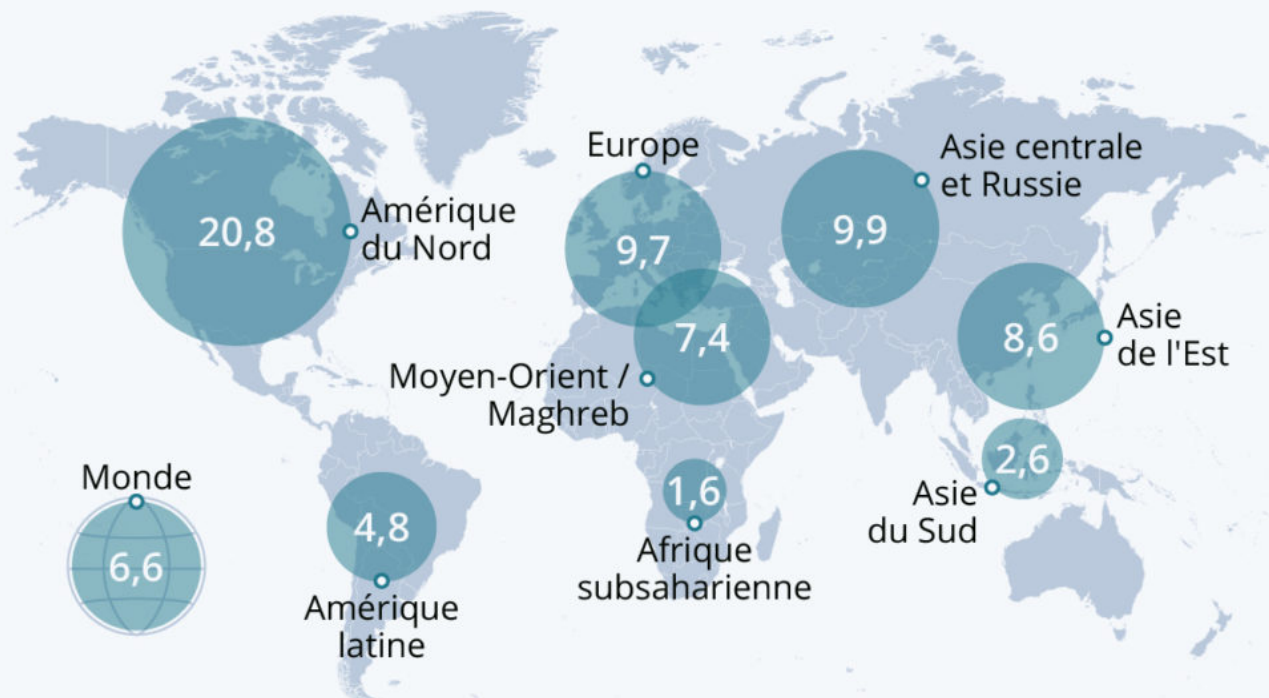 Europe
9,7
Asie centrale
et Russie
9,9
20,8
Amérique
du Nord
7,4
Moyen-Orient /
Maghreb
8,6
Asie
de l'Est
2,6
Asie
du Sud
1,6
Afrique
subsaharienne
4,8
Amérique
latine
Monde
6,6